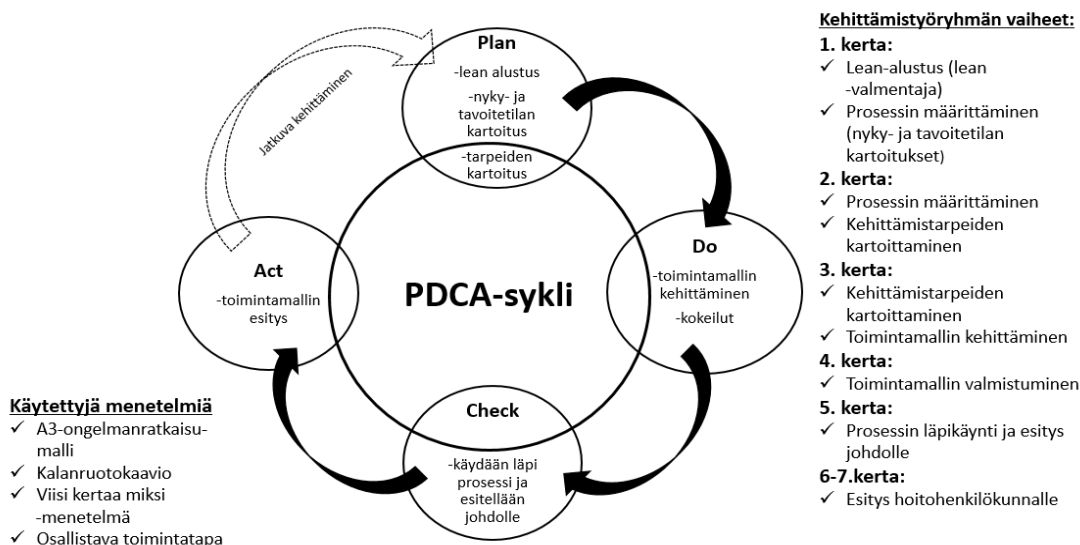 Plan
-lean alustus
-nyky- ja
tavoitetilan
kartoitus
-tarpeiden
kartoitus
Jatkuva kehittäminen
Do
-toimintamallin
kehittäminen
-kokeilut
Act
-toimintamallin
esitys
PDCA-sykli
Check
-käydään läpi
prosessi ja
esitellään
johdolle
Käytettyjä menetelmiä
✓ A3-ongelmanratkaisu-
malli
✓ Kalanruotokaavio
✓ Viisi kertaa miksi
-menetelmä
✓ Osallistava toimintatapa
Kehittämistyöryhmän vaiheet:
1. kerta:
✓ Lean-alustus (lean
-valmentaja)
✓ Prosessin määrittäminen
(nyky- ja tavoitetilan
kartoitukset)
2. kerta:
✓ Prosessin määrittäminen
✓ Kehittämistarpeiden
kartoittaminen
3. kerta:
✓ Kehittämistarpeiden
kartoittaminen
✓ Toimintamallin kehittäminen
4. kerta:
✓ Toimintamallin valmistuminen
5. kerta:
✓ Prosessin läpikäynti ja esitys
johdolle
6-7.kerta:
✓ Esitys hoitohenkilökunnalle